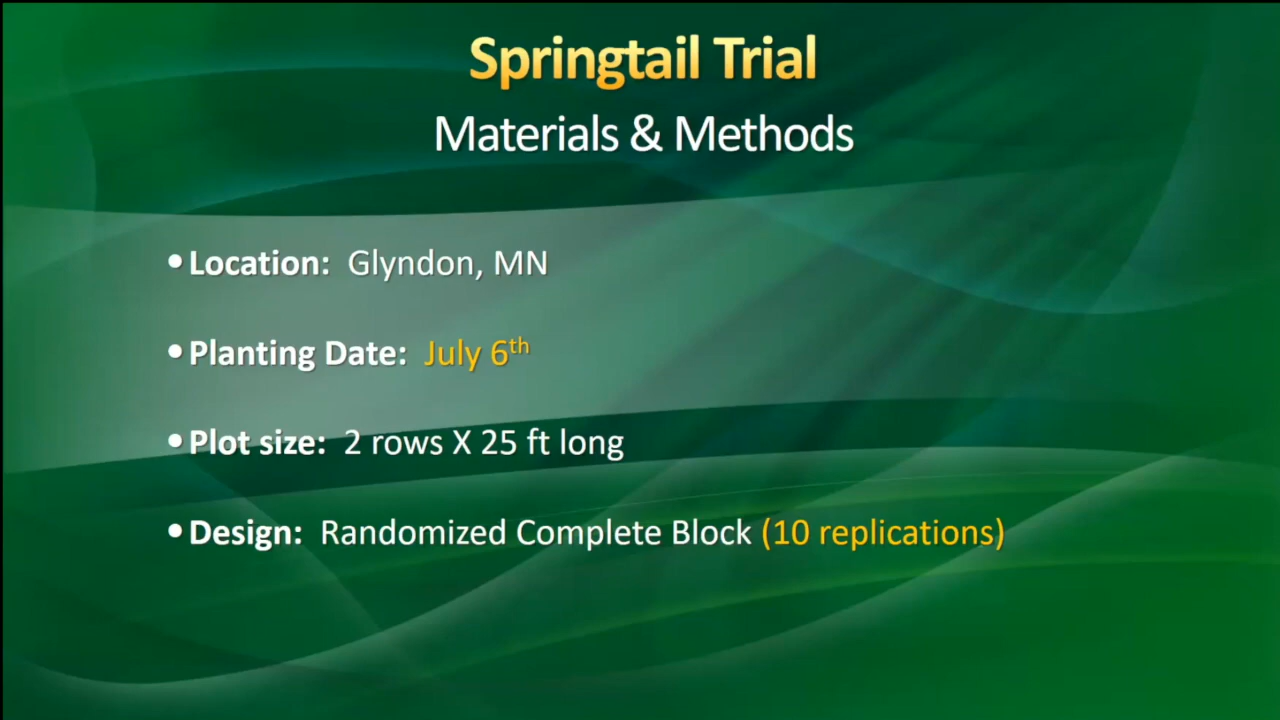 Springtail Trial
Materials & Methods
• Location: Glyndon, MN
• Planting Date: July 6th
• Plot size: 2 rows X 25 ft long
• Design: Randomized Complete Block (10 replications)